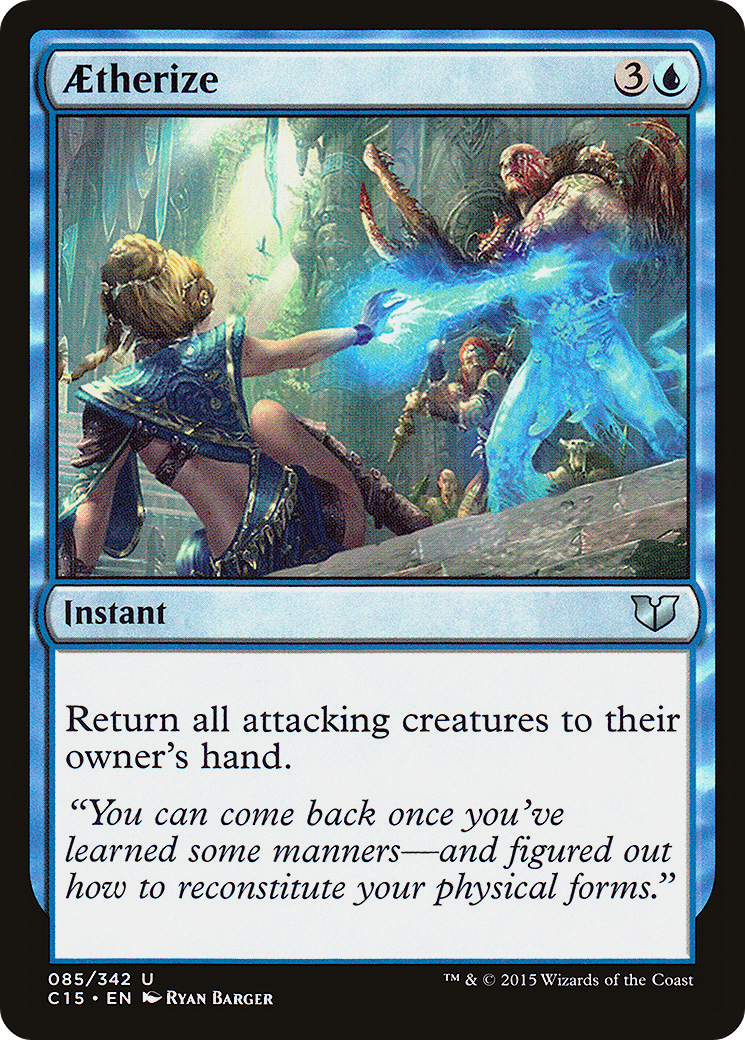 Ætherize 3
Instant
Return all attacking creatures to their
owner's hand.
“You can come back once you've
learned some manners—and figured out
how to reconstitute your physical forms.”
085/342 U
™ & © 2015 Wizards of the Coast
C15 • EN Ryan Barger